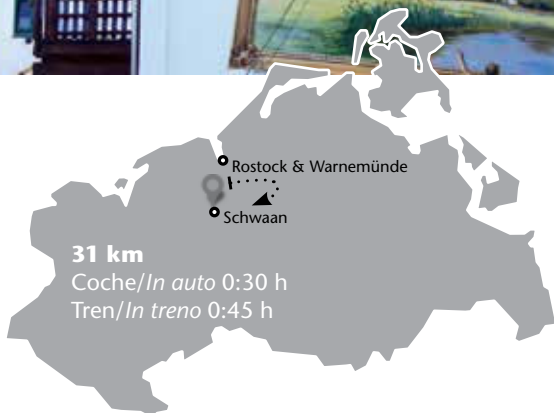 Rostock & Warnemünde
Schwaan
31 km
Coche/In auto 0:30 h
Tren/In treno 0:45 h